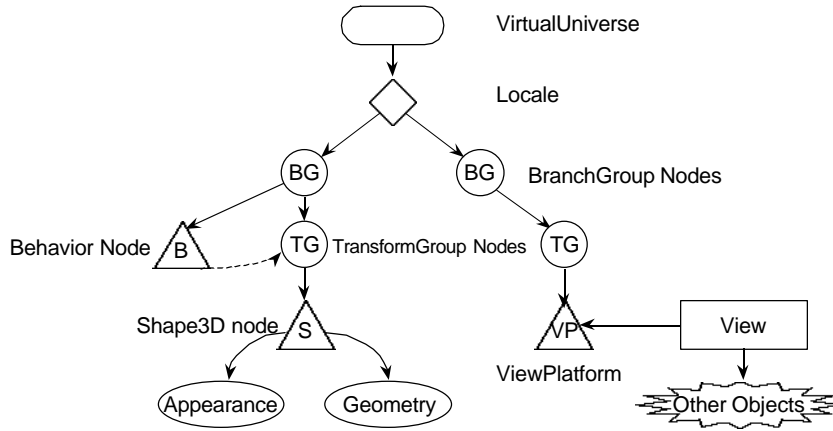 VirtualUniverse
Locale
BG
BG
BranchGroup Nodes
Behavior Node
B
TG
TransformGroup Nodes
TG
Shape3D node
S
VP
View
ViewPlatform
Appearance
Geometry
Other Objects